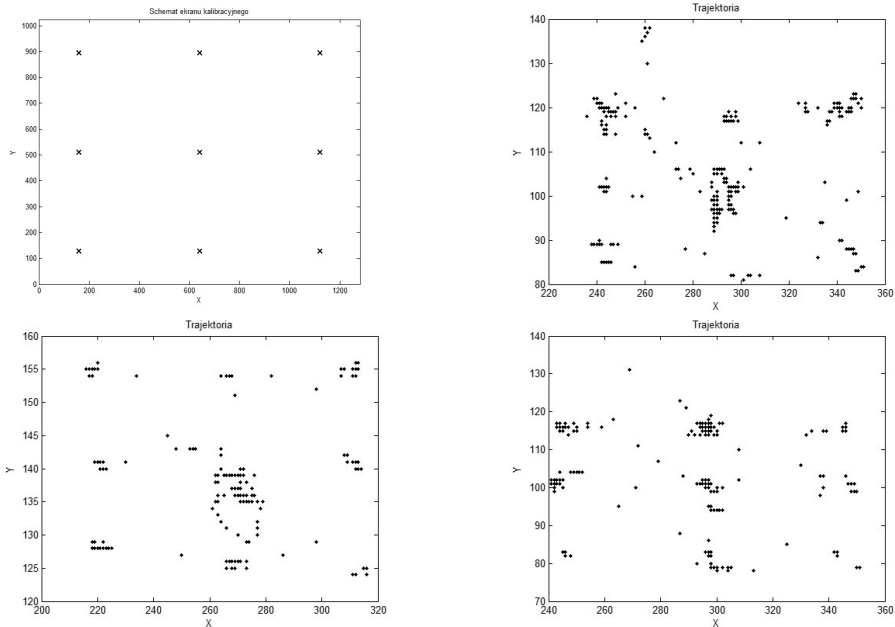 Schemat ekranu kalibracyjnego
1000
900
800
700
600
500
400
300
200
100
0
Y
0 200 400 600 800 1000 1200
X
Trajektoria
140
130
120
110
100
90
80
Y
220 240 260 280 300 320 340 360
X
Trajektoria
160
155
150
145
140
135
130
125
120
Y
200 220 240 260 280 300 320
X
Trajektoria
140
130
120
110
100
90
80
70
Y
240 260 280 300 320 340 360
X